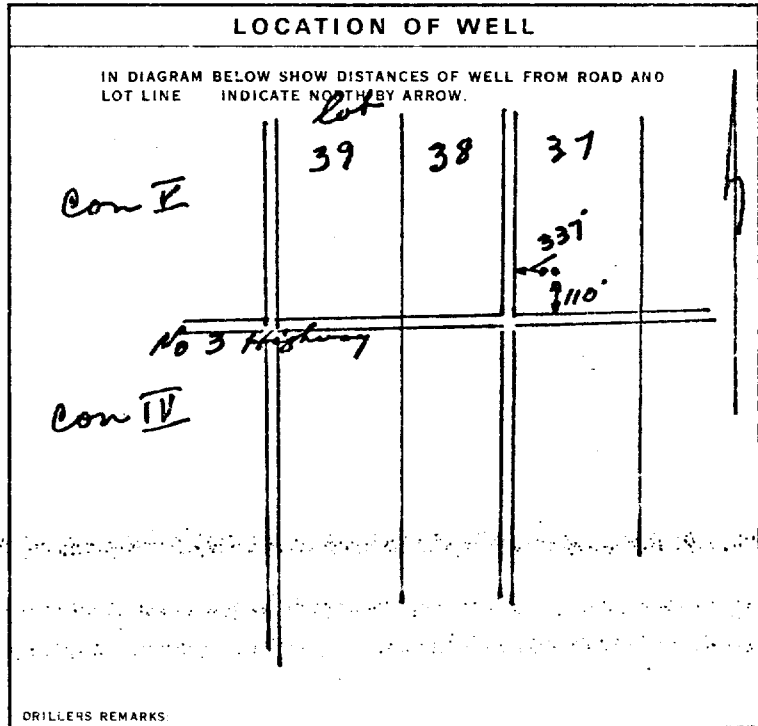 LOCATION OF WELL
IN DIAGRAM BELOW SHOW DISTANCES OF WELL FROM ROAD AND
LOT LINE INDICATE NORTH BY ARROW.
Lot
39 38 37
Con V
337'
110'
No 3 Highway
Con IV
DRILLERS REMARKS: